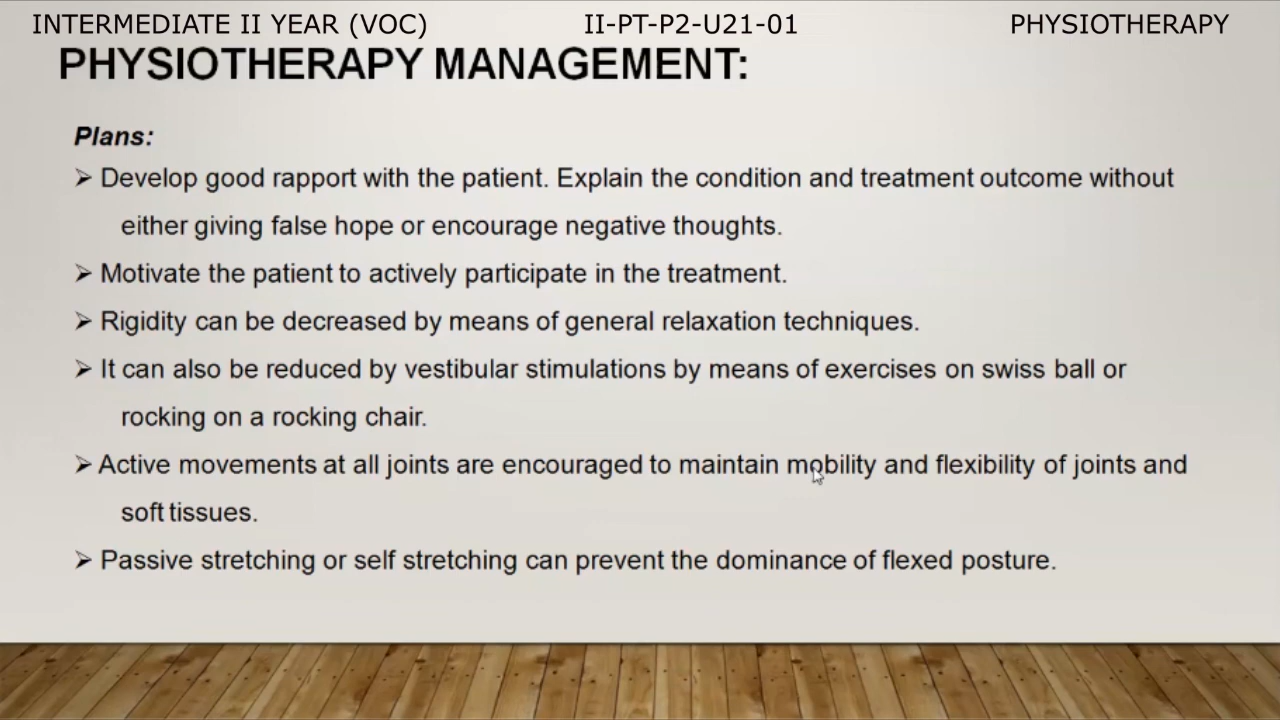 INTERMEDIATE II YEAR (VOC) II-PT-P2-U21-01 PHYSIOTHERAPY
PHYSIOTHERAPY MANAGEMENT:
Plans:
➢ Develop good rapport with the patient. Explain the condition and treatment outcome without
either giving false hope or encourage negative thoughts.
➢ Motivate the patient to actively participate in the treatment.
➢ Rigidity can be decreased by means of general relaxation techniques.
➢ It can also be reduced by vestibular stimulations by means of exercises on swiss ball or
rocking on a rocking chair.
➢ Active movements at all joints are encouraged to maintain mobility and flexibility of joints and
soft tissues.
➢ Passive stretching or self stretching can prevent the dominance of flexed posture.